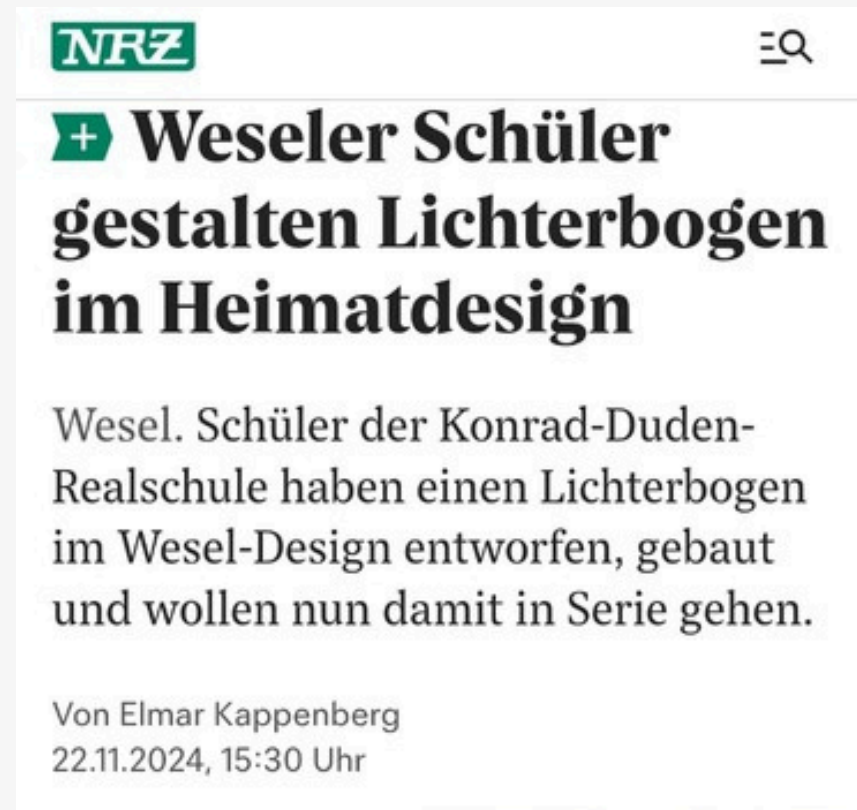 NRZ
+ Weseler Schüler
gestalten Lichterbogen
im Heimatdesign
Wesel. Schüler der Konrad-Duden-
Realschule haben einen Lichterbogen
im Wesel-Design entworfen, gebaut
und wollen nun damit in Serie gehen.
Von Elmar Kappenberg
22.11.2024, 15:30 Uhr